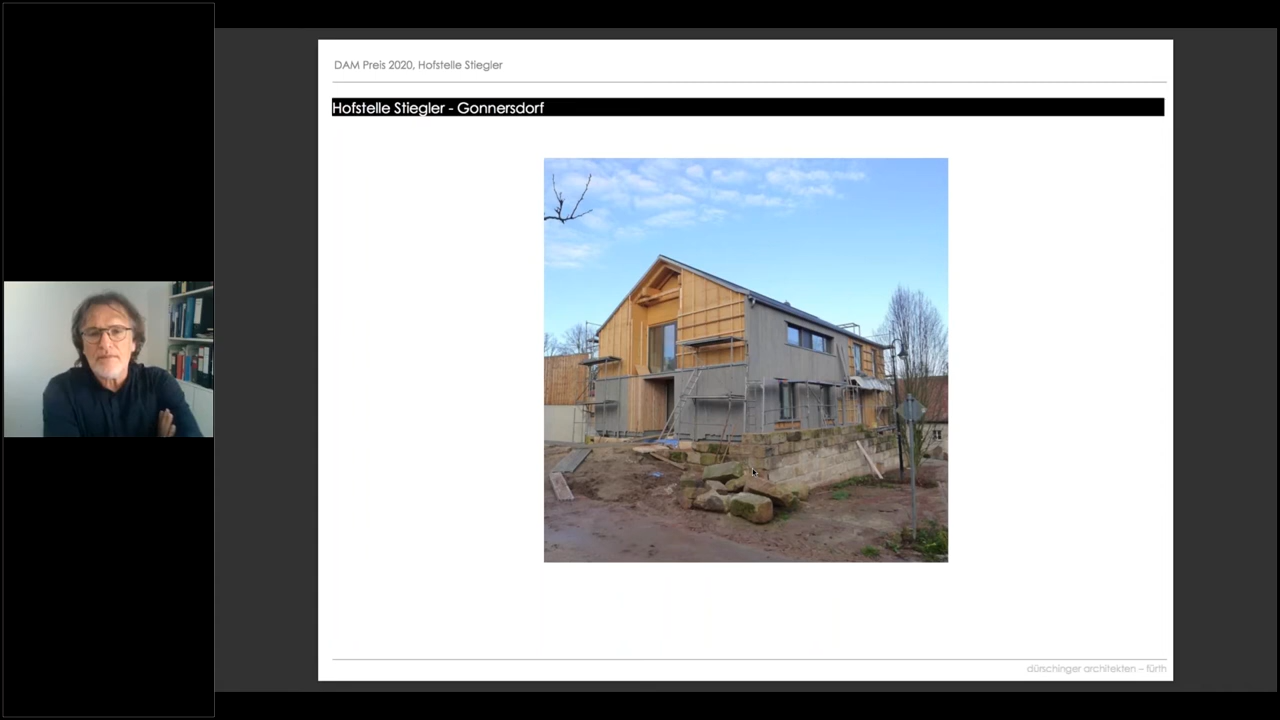 DAM Preis 2020, Hofstelle Stiegler
Hofstelle Stiegler - Gonnersdorf
dürschinger architekten – fürth